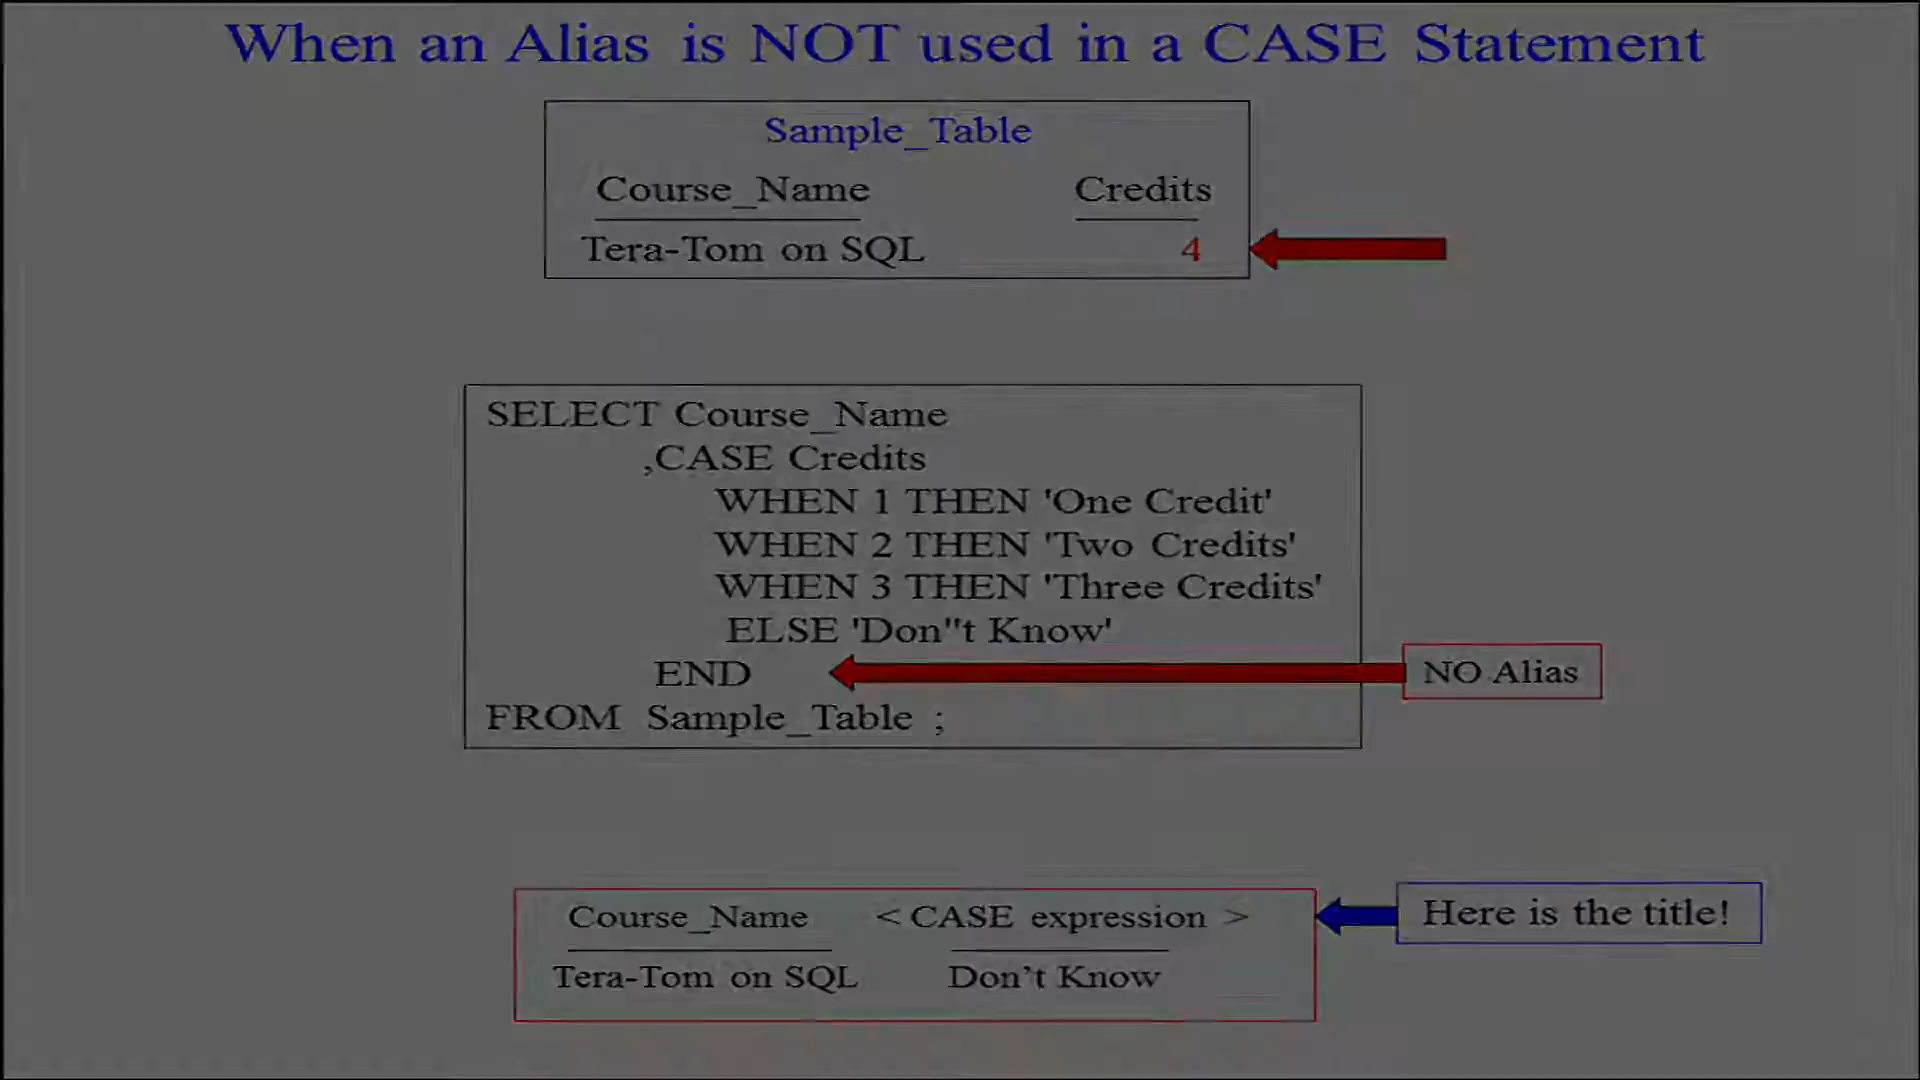 When an Alias is NOT used in a CASE Statement
Sample_Table
Course_Name Credits
Tera-Tom on SQL 4
SELECT Course_Name
,CASE Credits
WHEN 1 THEN 'One Credit'
WHEN 2 THEN 'Two Credits'
WHEN 3 THEN 'Three Credits'
ELSE 'Don''t Know'
END
NO Alias
FROM Sample_Table ;
Course_Name < CASE expression >
Here is the title!
Tera-Tom on SQL Don’t Know